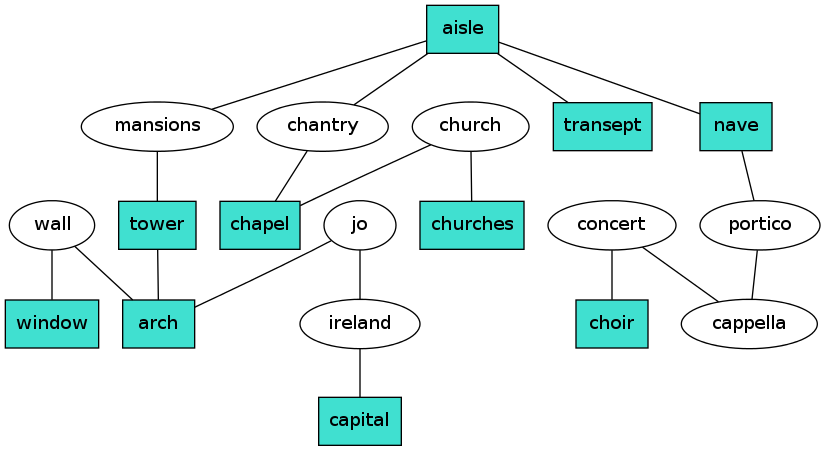 aisle
mansions
chantry
church
transept
nave
wall
tower
chapel
jo
churches
concert
portico
window
arch
ireland
choir
cappella
capital